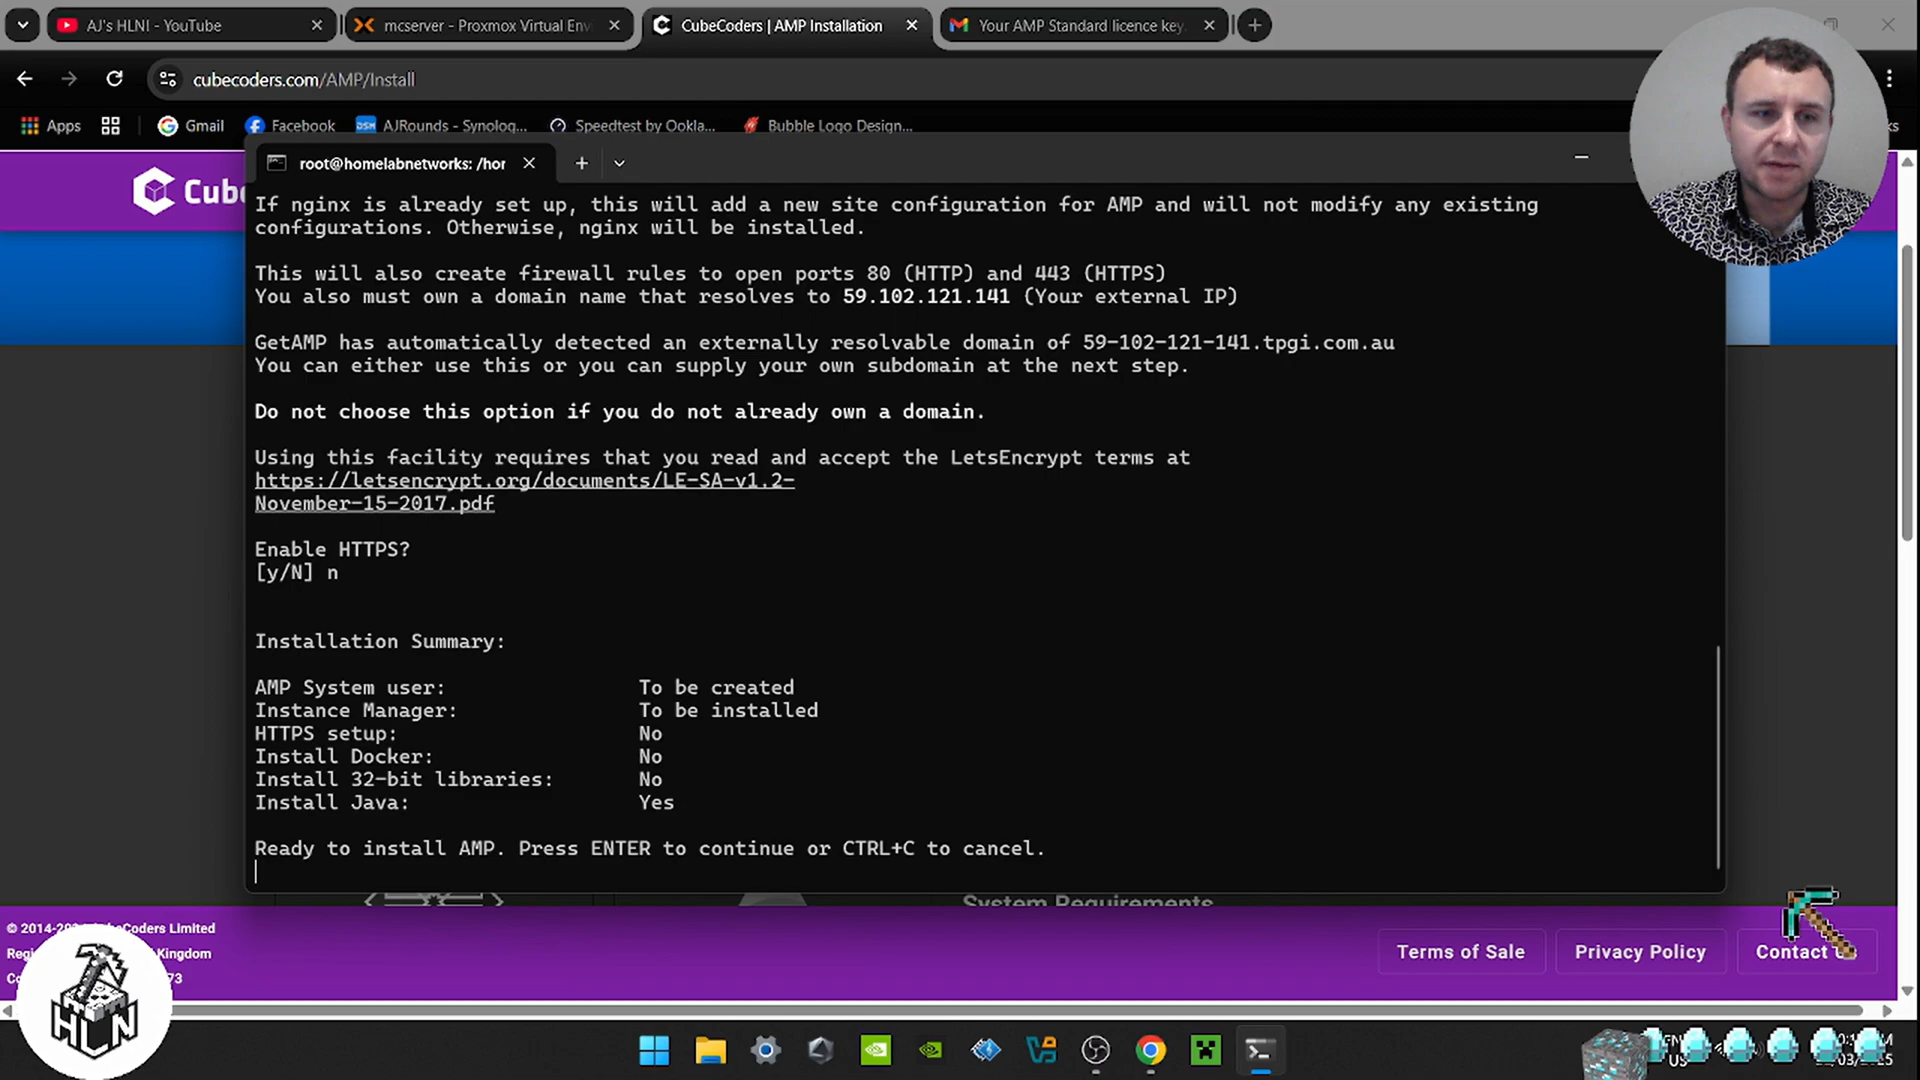 AJ's HLNI - YouTube
mcserver - Proxmox Virtual Envi
CubeCoders | AMP Installation
Your AMP Standard licence key.
cubecoders.com/AMP/Install
Apps
Gmail
Facebook
AJRounds - Synolog...
Speedtest by Ookla...
Bubble Logo Design...
root@homelabnetworks: /hor
Cub
If nginx is already set up, this will add a new site configuration for AMP and will not modify any existing
configurations. Otherwise, nginx will be installed.
This will also create firewall rules to open ports 80 (HTTP) and 443 (HTTPS)
You also must own a domain name that resolves to 59.102.121.141 (Your external IP)
GetAMP has automatically detected an externally resolvable domain of 59-102-121-141.tpgi.com.au
You can either use this or you can supply your own subdomain at the next step.
Do not choose this option if you do not already own a domain.
Using this facility requires that you read and accept the LetsEncrypt terms at
https://letsencrypt.org/documents/LE-SA-v1.2-
November-15-2017.pdf
Enable HTTPS?
[y/N] n
Installation Summary:
AMP System user: To be created
Instance Manager: To be installed
HTTPS setup: No
Install Docker: No
Install 32-bit libraries: No
Install Java: Yes
Ready to install AMP. Press ENTER to continue or CTRL+C to cancel.
System Requirements
© 2014-20 CubeCoders Limited
Regi Kingdom
Co 73
Terms of Sale
Privacy Policy
Contact
HLN
US